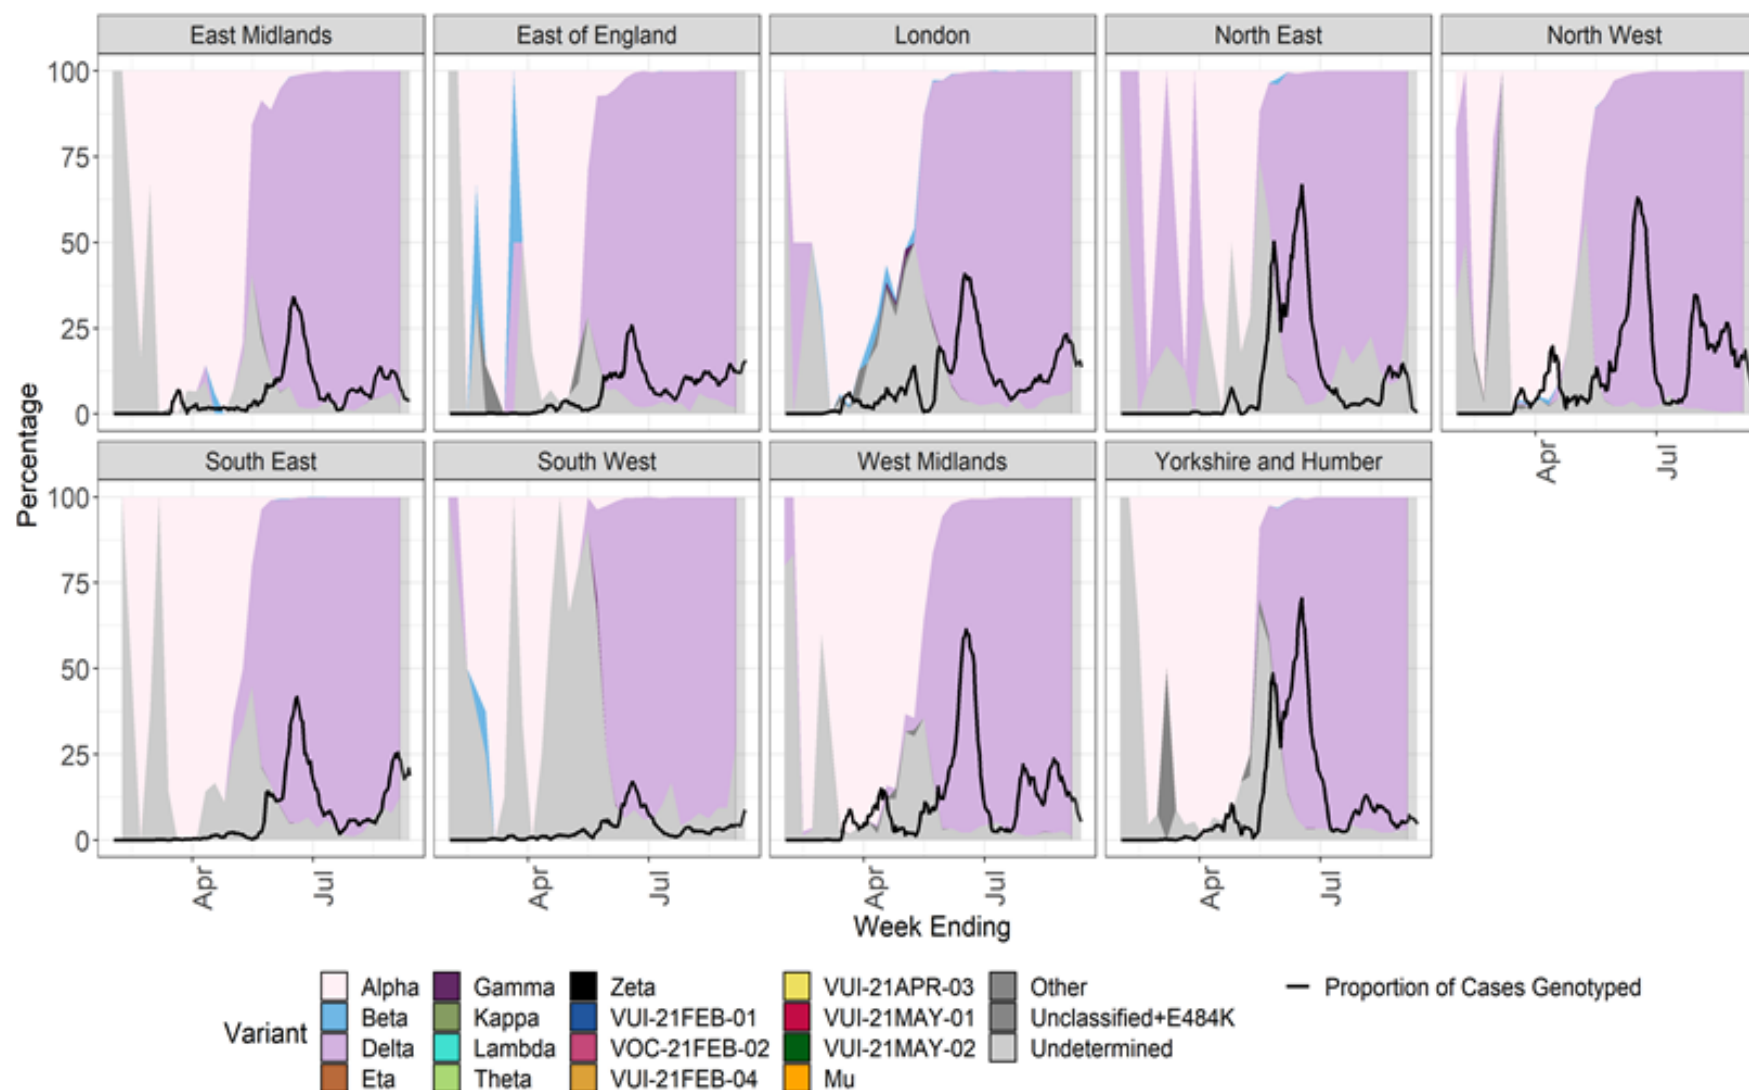 East Midlands East of England London North East North West
100
75
50
25
0
Apr Jul
South East South West West Midlands Yorkshire and Humber
100
75
50
25
0
Apr Jul Apr Jul Apr Jul Apr Jul
Percentage
Week Ending
Variant
Alpha Gamma Zeta VUI-21APR-03 Other
Beta Kappa VUI-21FEB-01 VUI-21MAY-01 Unclassified+E484K
Delta Lambda VOC-21FEB-02 VUI-21MAY-02 Undetermined
Eta Theta VUI-21FEB-04 Mu
Proportion of Cases Genotyped